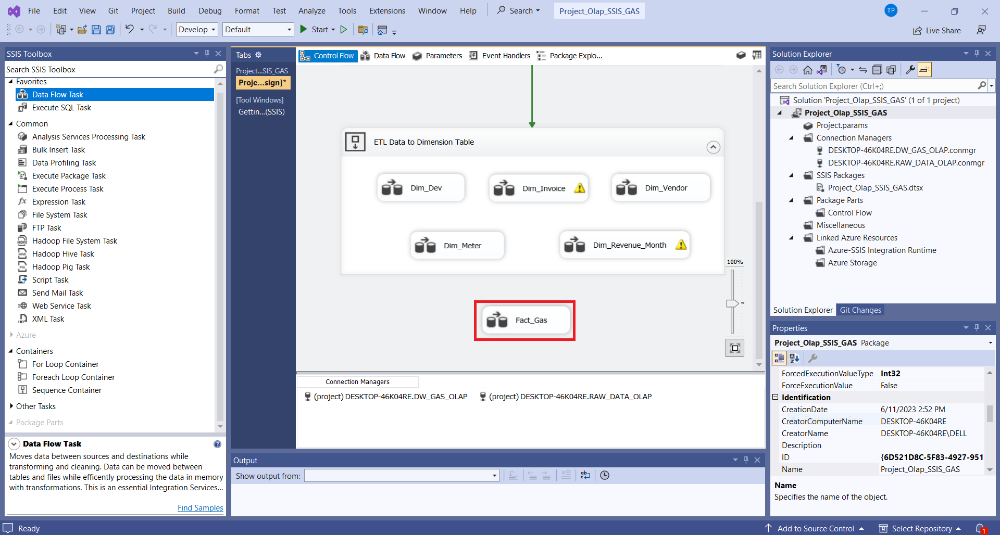 File Edit View Git Project Build Debug Format Test Analyze Tools Extensions Window Help Search Project_Olap_SSIS_GAS TP
Develop Default Start Live Share
SSIS Toolbox
Search SSIS Toolbox
Favorites
Data Flow Task
Execute SQL Task
Common
Analysis Services Processing Task
Bulk Insert Task
Data Profiling Task
Execute Package Task
Execute Process Task
Expression Task
File System Task
FTP Task
Hadoop File System Task
Hadoop Hive Task
Hadoop Pig Task
Script Task
Send Mail Task
Web Service Task
XML Task
Azure
Containers
For Loop Container
Foreach Loop Container
Sequence Container
Other Tasks
Package Parts
Data Flow Task
Moves data between sources and destinations while
transforming and cleaning. Data can be moved between
tables and files while efficently processing the data in memory
with transformations. This is an essential Integration Services...
Find Samples
Tabs
Project...SIS_GAS
Proje...sign]*
[Tool Windows]
Gettin...(SSIS)
Control Flow Data Flow Parameters Event Handlers Package Explo...
ETL Data to Dimension Table
Dim_Dev Dim_Invoice Dim_Vendor
Dim_Meter Dim_Revenue_Month
100%
Fact_Gas
Connection Managers
(project) DESKTOP-46K04RE.DW_GAS_OLAP (project) DESKTOP-46K04RE.RAW_DATA_OLAP
Output
Show output from:
Solution Explorer
Search Solution Explorer (Ctrl+;)
Solution 'Project_Olap_SSIS_GAS' (1 of 1 project)
Project_Olap_SSIS_GAS
Project.params
Connection Managers
DESKTOP-46K04RE.DW_GAS_OLAP.conmgr
DESKTOP-46K04RE.RAW_DATA_OLAP.conmgr
SSIS Packages
Project_Olap_SSIS_GAS.dtsx
Package Parts
Control Flow
Miscellaneous
Linked Azure Resources
Azure-SSIS Integration Runtime
Azure Storage
Solution Explorer Git Changes
Properties
Project_Olap_SSIS_GAS Package
ForcedExecutionValueType Int32
ForceExecutionValue False
Identification
CreationDate 6/11/2023 2:52 PM
CreatorComputerName DESKTOP-46K04RE
CreatorName DESKTOP-46K04RE\DELL
Description
ID {6D521D8C-5F83-4927-951
Name Project_Olap_SSIS_GAS
Name
Specifies the name of the object.
Ready Add to Source Control Select Repository 1